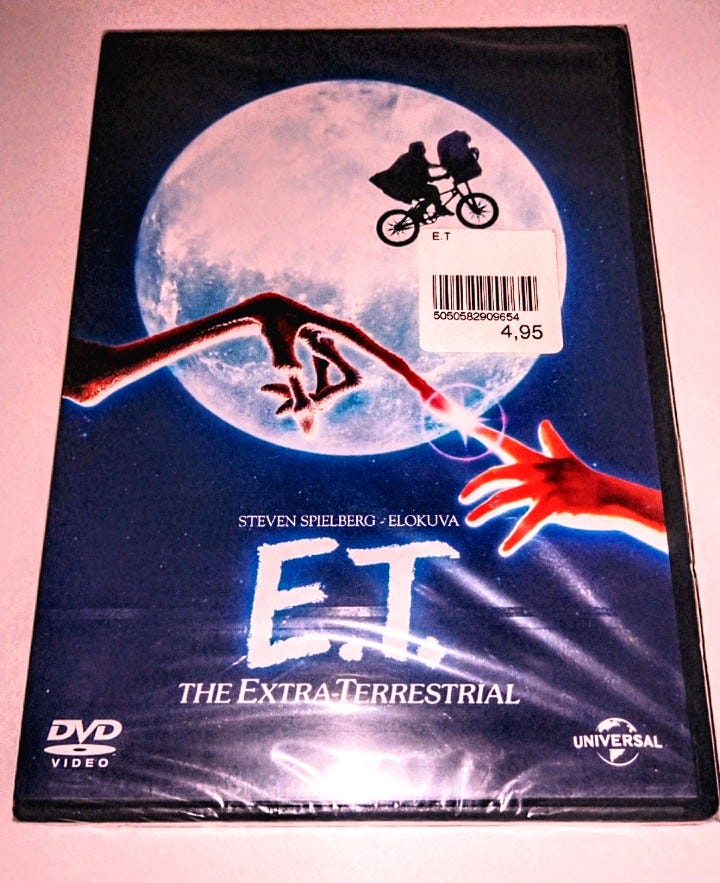 E.T
5050582909654
4,95
STEVEN SPIELBERG - ELOKUVA
E.T.
THE EXTRA-TERRESTRIAL
DVD
VIDEO
UNIVERSAL